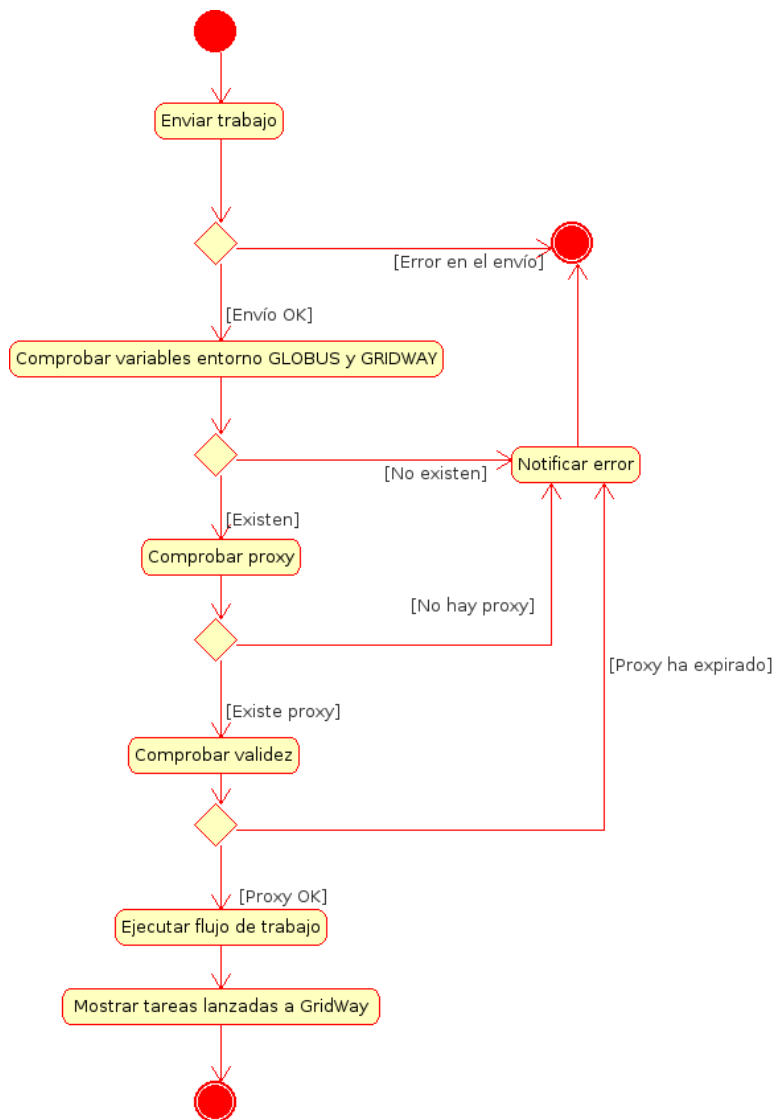 Enviar trabajo
[Error en el envío]
[Envío OK]
Comprobar variables entorno GLOBUS y GRIDWAY
[No existen]
Notificar error
[Existen]
Comprobar proxy
[No hay proxy]
[Proxy ha expirado]
[Existe proxy]
Comprobar validez
[Proxy OK]
Ejecutar flujo de trabajo
Mostrar tareas lanzadas a GridWay